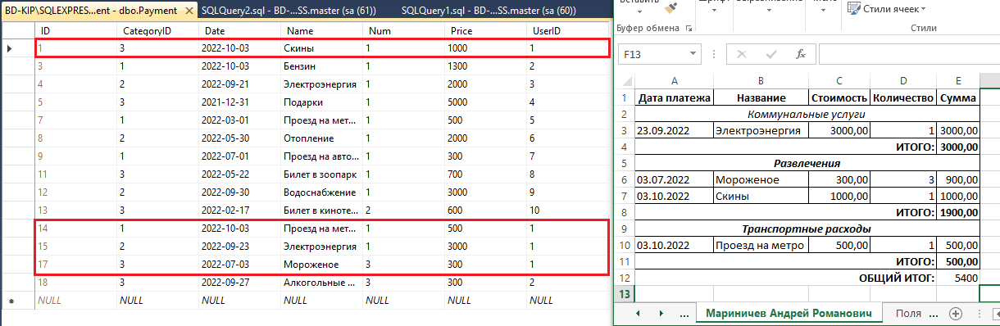 BD-KIP\SQLEXPRES...ent - dbo.Payment SQLQuery2.sql - BD-...SS.master (sa (61)) SQLQuery1.sql - BD-...SS.master (sa (60))
ID CategoryID Date Name Num Price UserID
1 3 2022-10-03 Скины 1 1000 1
3 1 2022-10-03 Бензин 1 1300 2
4 2 2022-09-21 Электроэнергия 1 2000 3
5 3 2021-12-31 Подарки 1 5000 4
7 1 2022-03-01 Проезд на мет... 1 500 5
8 2 2022-05-30 Отопление 1 2000 6
9 1 2022-07-01 Проезд на авто... 1 300 7
11 3 2022-05-22 Билет в зоопарк 1 700 8
12 2 2022-09-30 Водоснабжение 1 3000 9
13 3 2022-02-17 Билет в киноте... 2 600 10
14 1 2022-10-03 Проезд на мет... 1 500 1
15 2 2022-09-23 Электроэнергия 1 3000 1
17 3 2022-07-03 Мороженое 3 300 1
18 3 2022-09-27 Алкогольные ... 3 300 2
NULL NULL NULL NULL NULL NULL NULL
Стили ячеек
Буфер обмена Стили
F13
A B C D E
1 Дата платежа Название Стоимость Количество Сумма
2 Коммунальные услуги
3 23.09.2022 Электроэнергия 3000,00 1 3000,00
4 ИТОГО: 3000,00
5 Развлечения
6 03.07.2022 Мороженое 300,00 3 900,00
7 03.10.2022 Скины 1000,00 1 1000,00
8 ИТОГО: 1900,00
9 Транспортные расходы
10 03.10.2022 Проезд на метро 500,00 1 500,00
11 ИТОГО: 500,00
12 ОБЩИЙ ИТОГ: 5400
13
... Мариничев Андрей Романович Поля ...